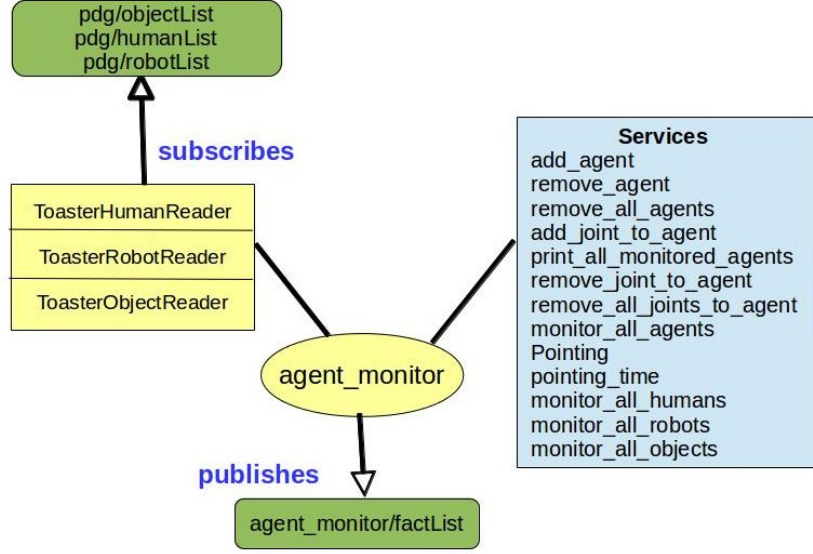 pdg/objectList
pdg/humanList
pdg/robotList
subscribes
ToasterHumanReader
ToasterRobotReader
ToasterObjectReader
Services
add_agent
remove_agent
remove_all_agents
add_joint_to_agent
print_all_monitored_agents
remove_joint_to_agent
remove_all_joints_to_agent
monitor_all_agents
Pointing
pointing_time
monitor_all_humans
monitor_all_robots
monitor_all_objects
agent_monitor
publishes
agent_monitor/factList